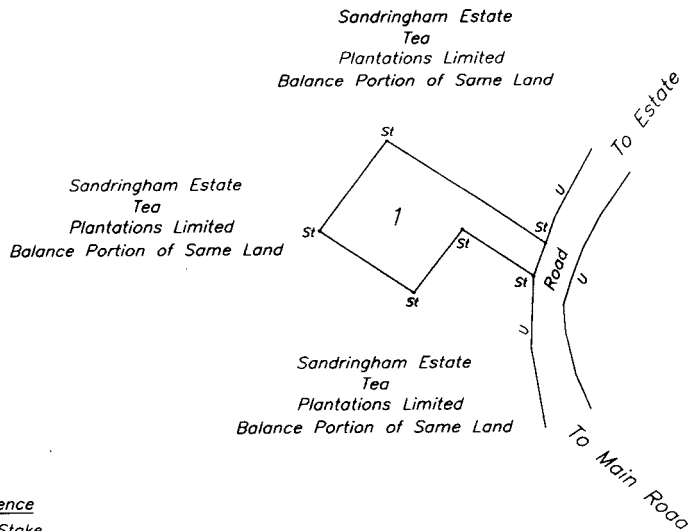 Sandringham Estate
Tea
Plantations Limited
Balance Portion of Same Land
To Estate
St
U
Sandringham Estate
Tea
Plantations Limited
Balance Portion of Same Land
1
St
St
St
St
St
Road
U
U
Sandringham Estate
Tea
Plantations Limited
Balance Portion of Same Land
To Main Road
ence
Stake